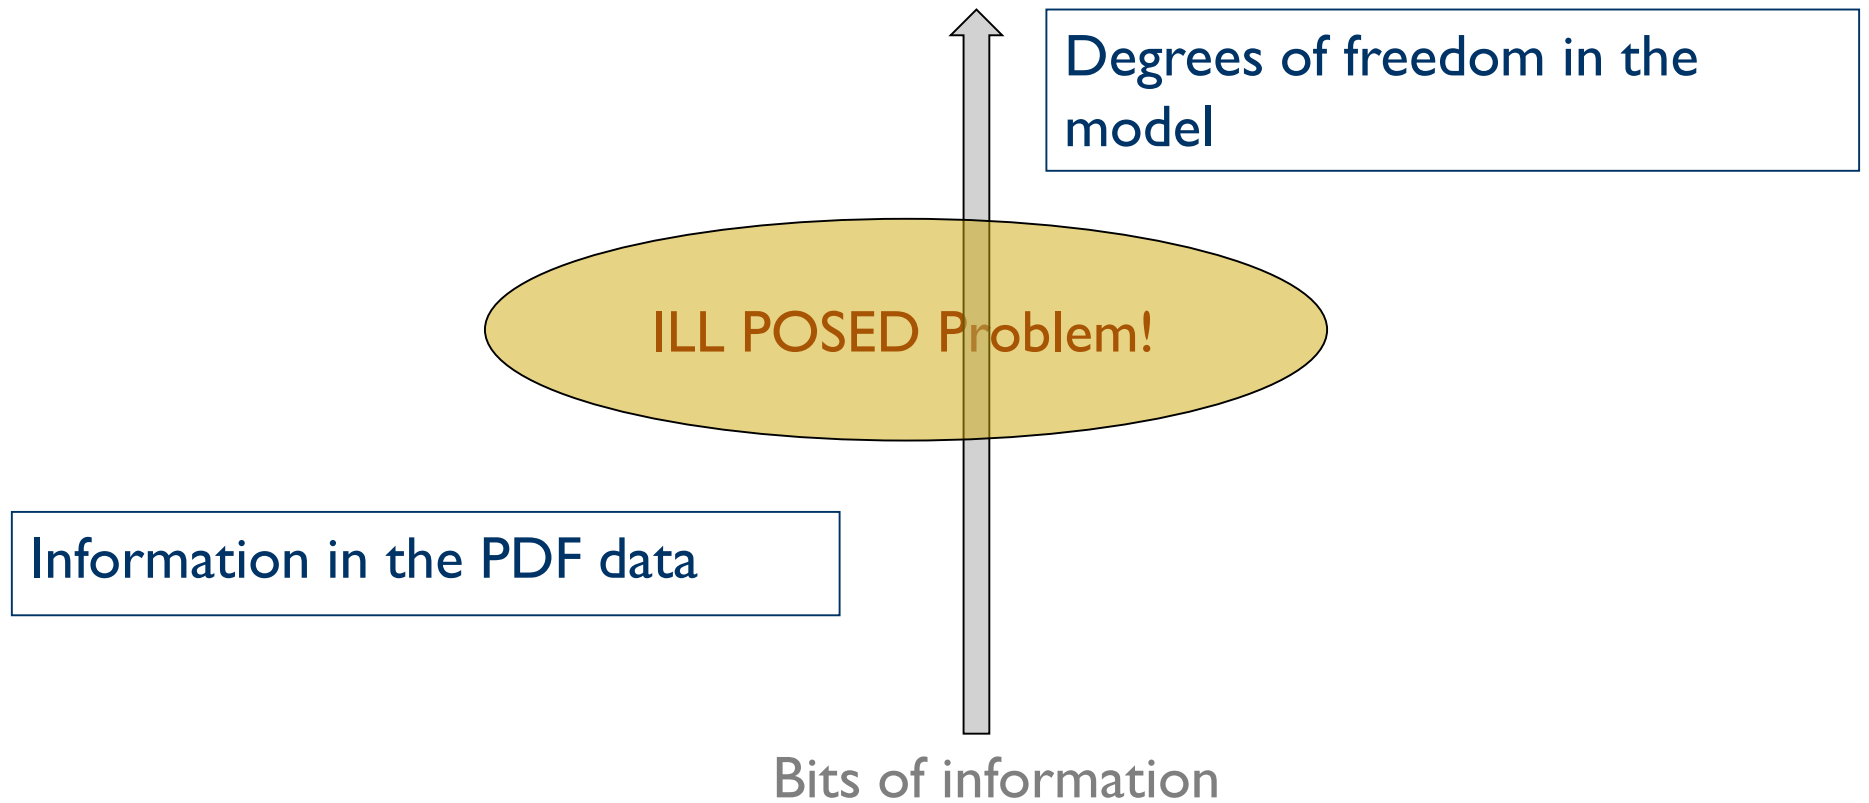 Degrees of freedom in the
model
ILL POSED Problem!
Information in the PDF data
Bits of information